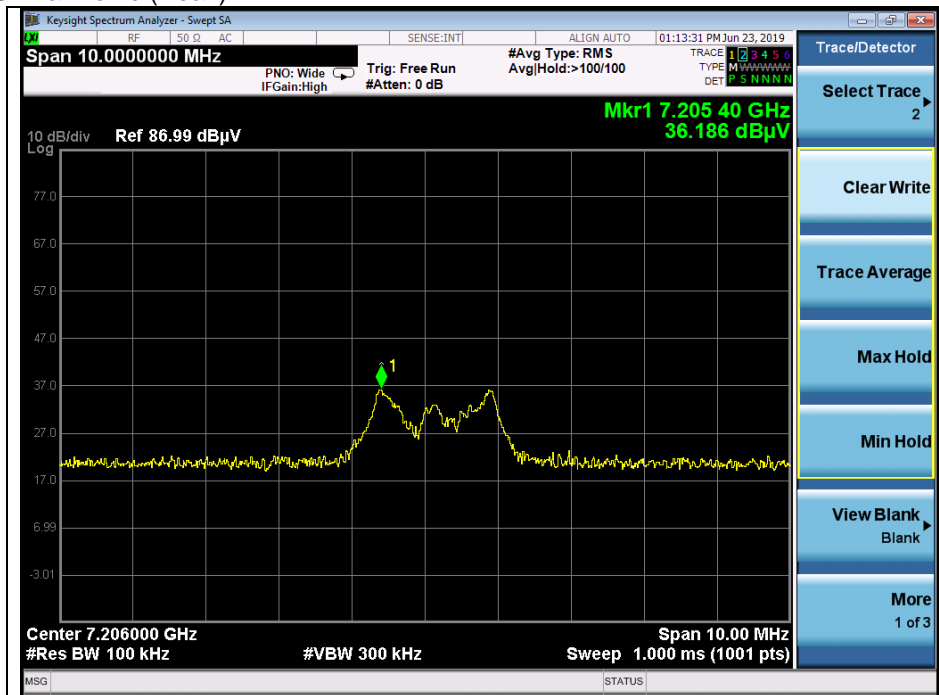 Keysight Spectrum Analyzer - Swept SA
LXI RF 50 Ω AC SENSE:INT ALIGN AUTO 01:13:31 PM Jun 23, 2019
Span 10.0000000 MHz
PNO: Wide
IFGain:High
Trig: Free Run
#Atten: 0 dB
#Avg Type: RMS
Avg|Hold:>100/100
TRACE 1 2 3 4 5 6
TYPE M WWWWW
DET P S N N N N
Mkr1 7.205 40 GHz
36.186 dBµV
10 dB/div Ref 86.99 dBµV
Log
77.0
67.0
57.0
47.0
1
37.0
27.0
17.0
6.99
-3.01
Center 7.206000 GHz Span 10.00 MHz
#Res BW 100 kHz #VBW 300 kHz Sweep 1.000 ms (1001 pts)
MSG STATUS
Trace/Detector
Select Trace
2
Clear Write
Trace Average
Max Hold
Min Hold
View Blank
Blank
More
1 of 3